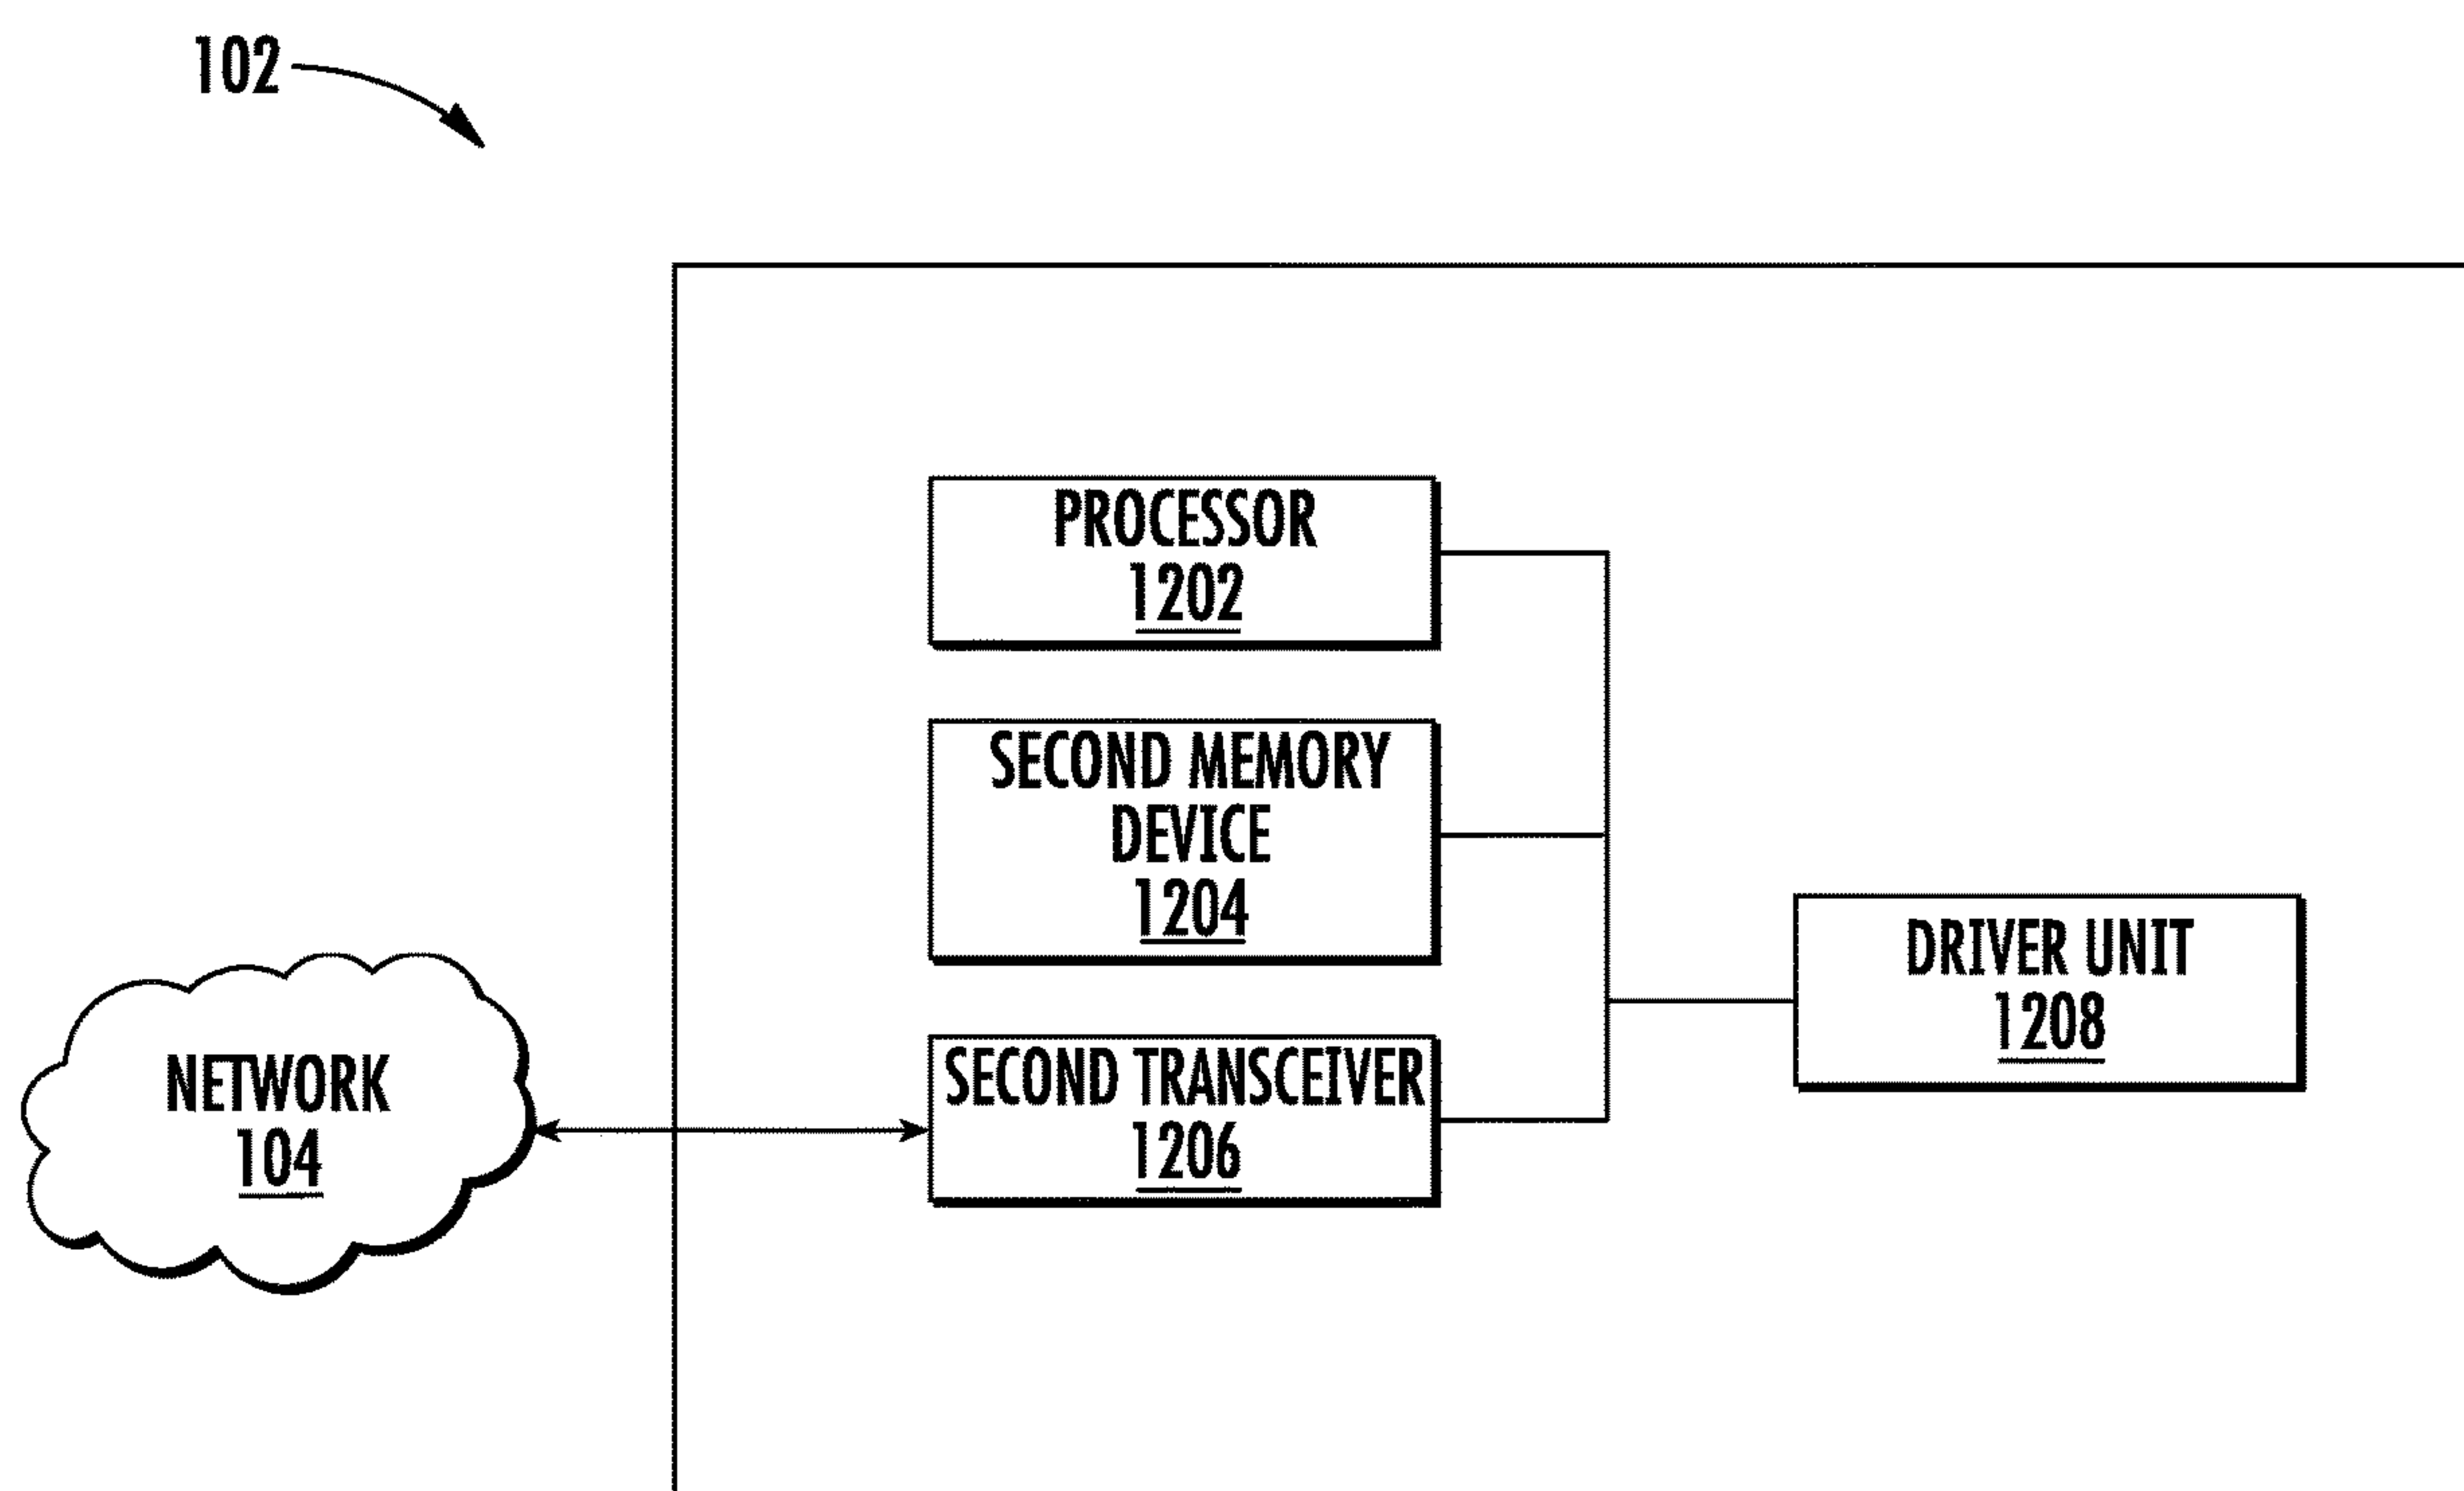 102
PROCESSOR
1202
SECOND MEMORY
DEVICE
1204
DRIVER UNIT
1208
SECOND TRANSCEIVER
1206
NETWORK
104